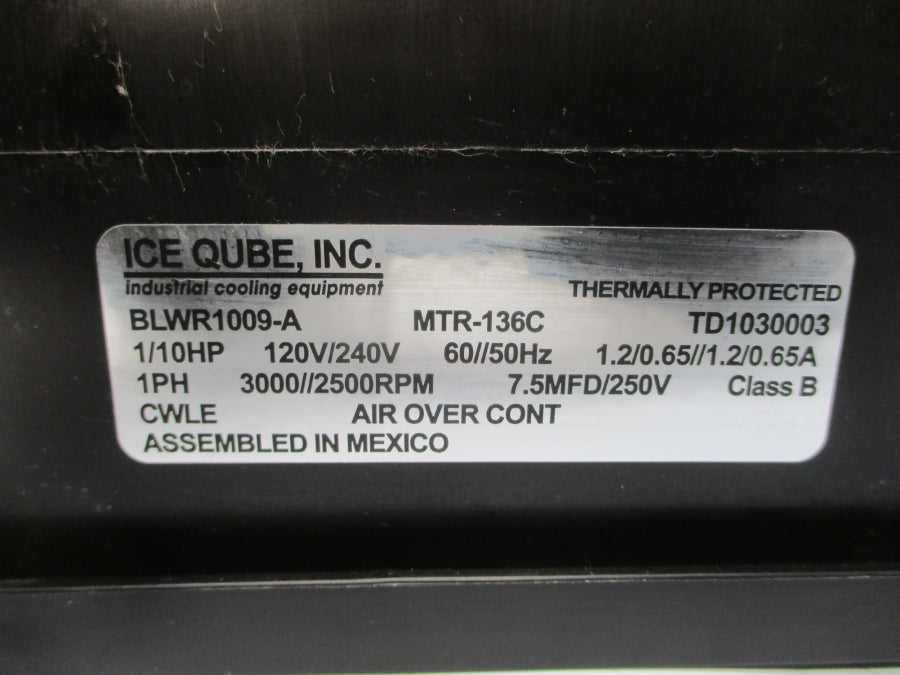 ICE QUBE, INC.
industrial cooling equipment THERMALLY PROTECTED
BLWR1009-A MTR-136C TD1030003
1/10HP 120V/240V 60//50Hz 1.2/0.65//1.2/0.65A
1PH 3000//2500RPM 7.5MFD/250V Class B
CWLE AIR OVER CONT
ASSEMBLED IN MEXICO